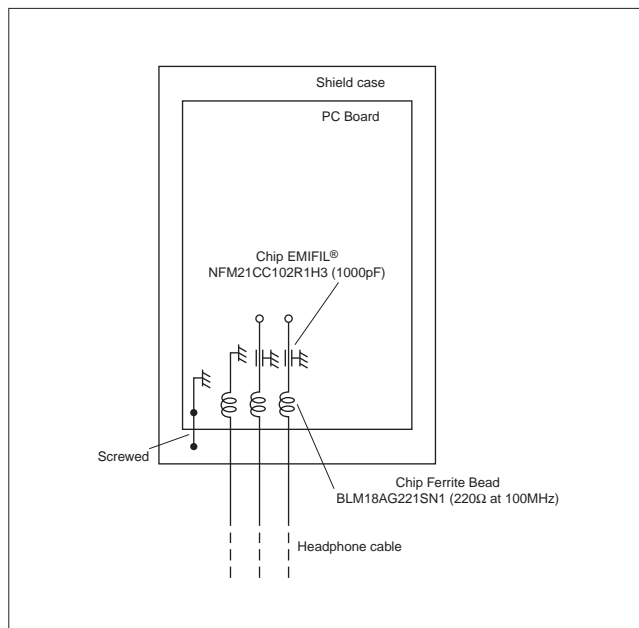 Shield case
PC Board
Chip EMIFIL®
NFM21CC102R1H3 (1000pF)
Screwed
Chip Ferrite Bead
BLM18AG221SN1 (220Ω at 100MHz)
Headphone cable